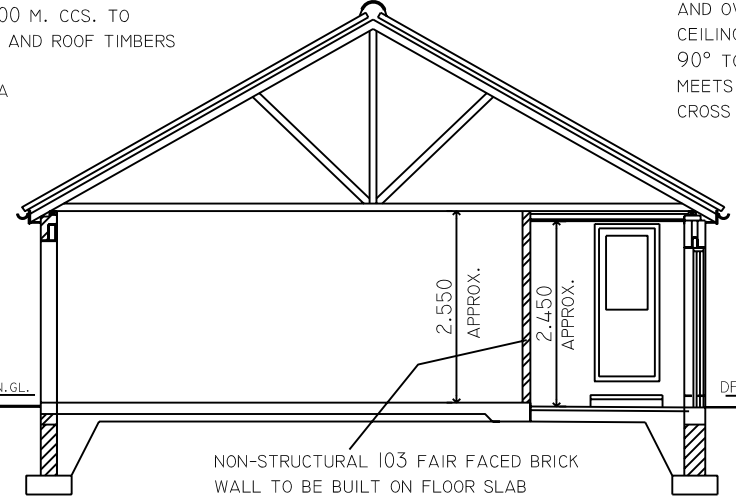 00 M. CCS. TO
AND ROOF TIMBERS
A
AND OV
CEILING
90° TO
MEETS
CROSS
2.550
APPROX.
2.450
APPROX.
N.GL.
DP
NON-STRUCTURAL 103 FAIR FACED BRICK
WALL TO BE BUILT ON FLOOR SLAB